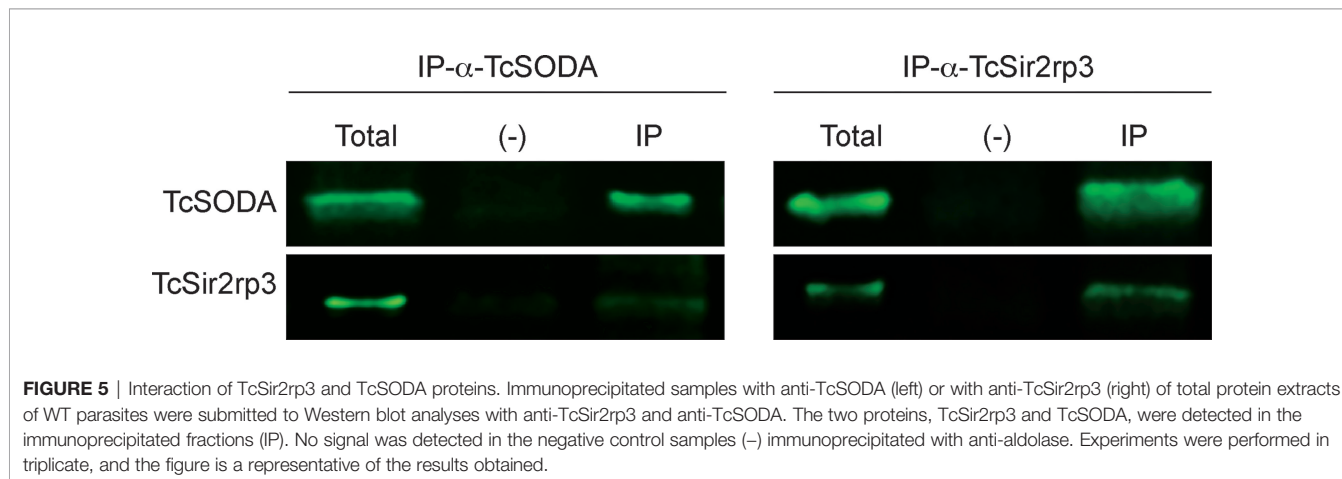 IP-α-TcSODA IP-α-TcSir2rp3
Total (-) IP Total (-) IP
TcSODA
TcSir2rp3
FIGURE 5 | Interaction of TcSir2rp3 and TcSODA proteins. Immunoprecipitated samples with anti-TcSODA (left) or with anti-TcSir2rp3 (right) of total protein extracts
of WT parasites were submitted to Western blot analyses with anti-TcSir2rp3 and anti-TcSODA. The two proteins, TcSir2rp3 and TcSODA, were detected in the
immunoprecipitated fractions (IP). No signal was detected in the negative control samples (–) immunoprecipitated with anti-aldolase. Experiments were performed in
triplicate, and the figure is a representative of the results obtained.